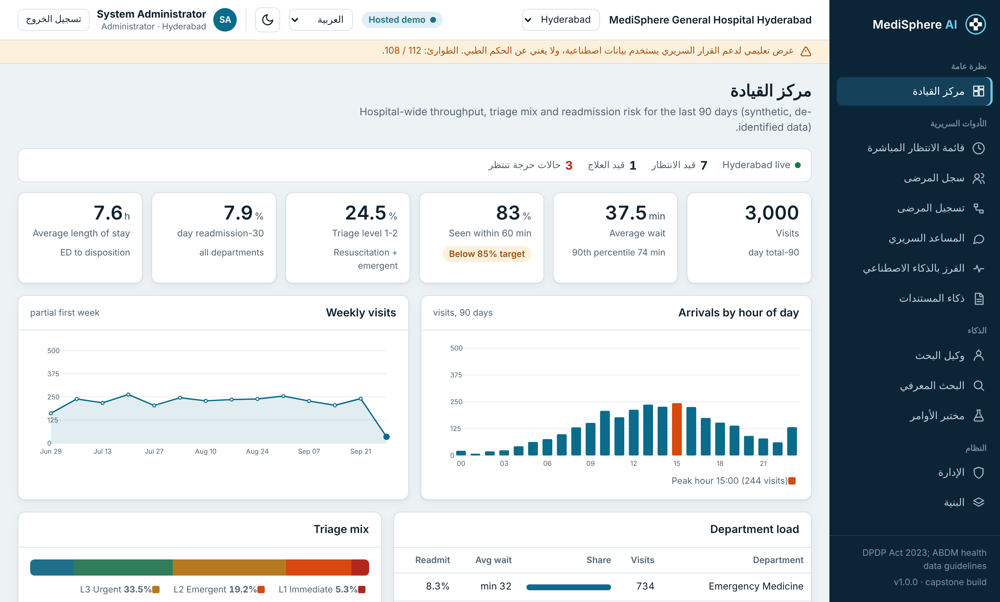 MediSphere AI
نظرة عامة
مركز القيادة
الأدوات السريرية
قائمة الانتظار المباشرة
سجل المرضى
تسجيل المرضى
المساعد السريري
الفرز بالذكاء الاصطناعي
ذكاء المستندات
الذكاء
وكيل البحث
البحث المعرفي
مختبر الأوامر
النظام
الإدارة
البنية
DPDP Act 2023; ABDM health
data guidelines
v1.0.0 · capstone build
MediSphere General Hospital Hyderabad
Hyderabad
Hosted demo
العربية
SA
System Administrator
Administrator · Hyderabad
تسجيل الخروج
عرض تعليمي لدعم القرار السريري يستخدم بيانات اصطناعية، ولا يغني عن الحكم الطبي. الطوارئ: 112 / 108.
مركز القيادة
Hospital-wide throughput, triage mix and readmission risk for the last 90 days (synthetic, de-
.identified data)
Hyderabad live
7 قيد الانتظار
1 قيد العلاج
3 حالات حرجة تنتظر
3,000
Visits
day total-90
37.5 min
Average wait
90th percentile 74 min
83 %
Seen within 60 min
Below 85% target
24.5 %
Triage level 1-2
Resuscitation +
emergent
7.9 %
day readmission-30
all departments
7.6 h
Average length of stay
ED to disposition
Arrivals by hour of day
visits, 90 days
500
375
250
125
0
00 03 06 09 12 15 18 21
Peak hour 15:00 (244 visits)
Weekly visits
partial first week
500
375
250
125
0
Jun 29 Jul 13 Jul 27 Aug 10 Aug 24 Sep 07 Sep 21
Department load
Department Visits Share Avg wait Readmit
Emergency Medicine 734 min 32 8.3%
Triage mix
L1 Immediate 5.3%
L2 Emergent 19.2%
L3 Urgent 33.5%